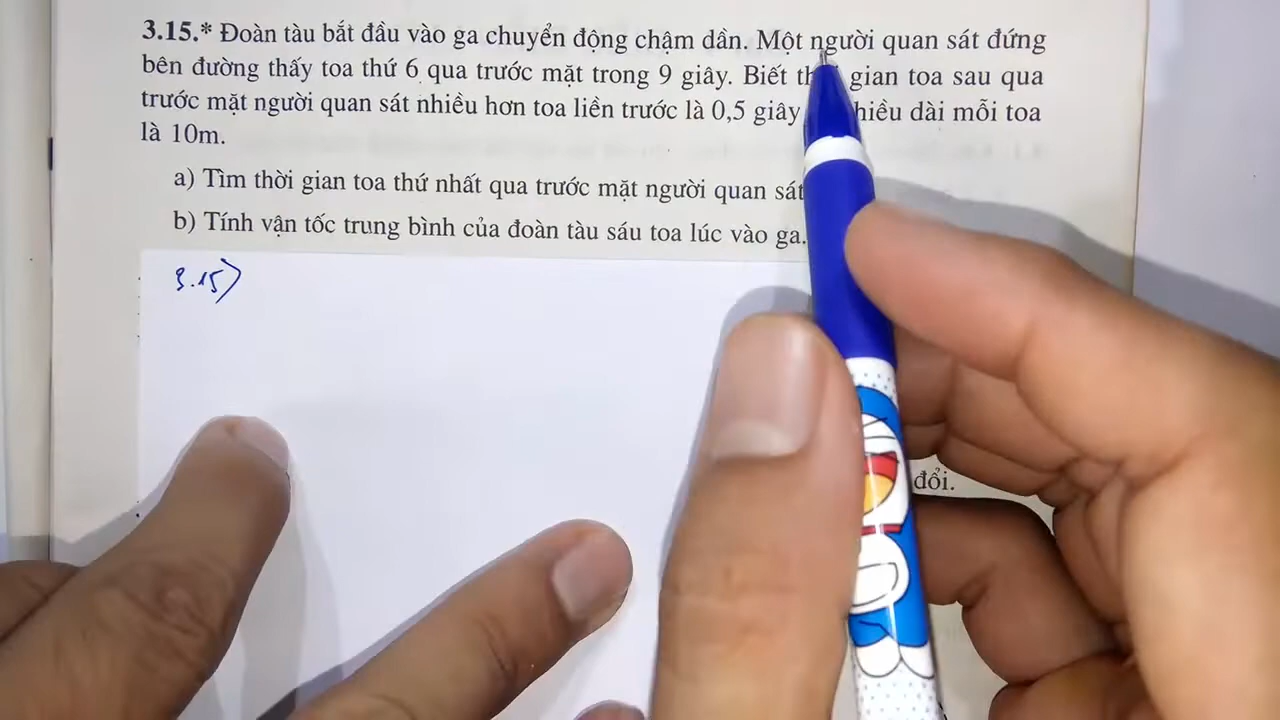 3.15.* Đoàn tàu bắt đầu vào ga chuyển động chậm dần. Một người quan sát đứng
bên đường thấy toa thứ 6 qua trước mặt trong 9 giây. Biết gian toa sau qua
trước mặt người quan sát nhiều hơn toa liền trước là 0,5 giây dài mỗi toa
là 10m.
a) Tìm thời gian toa thứ nhất qua trước mặt người quan sát
b) Tính vận tốc trung bình của đoàn tàu sáu toa lúc vào ga.
3.15)
đổi.